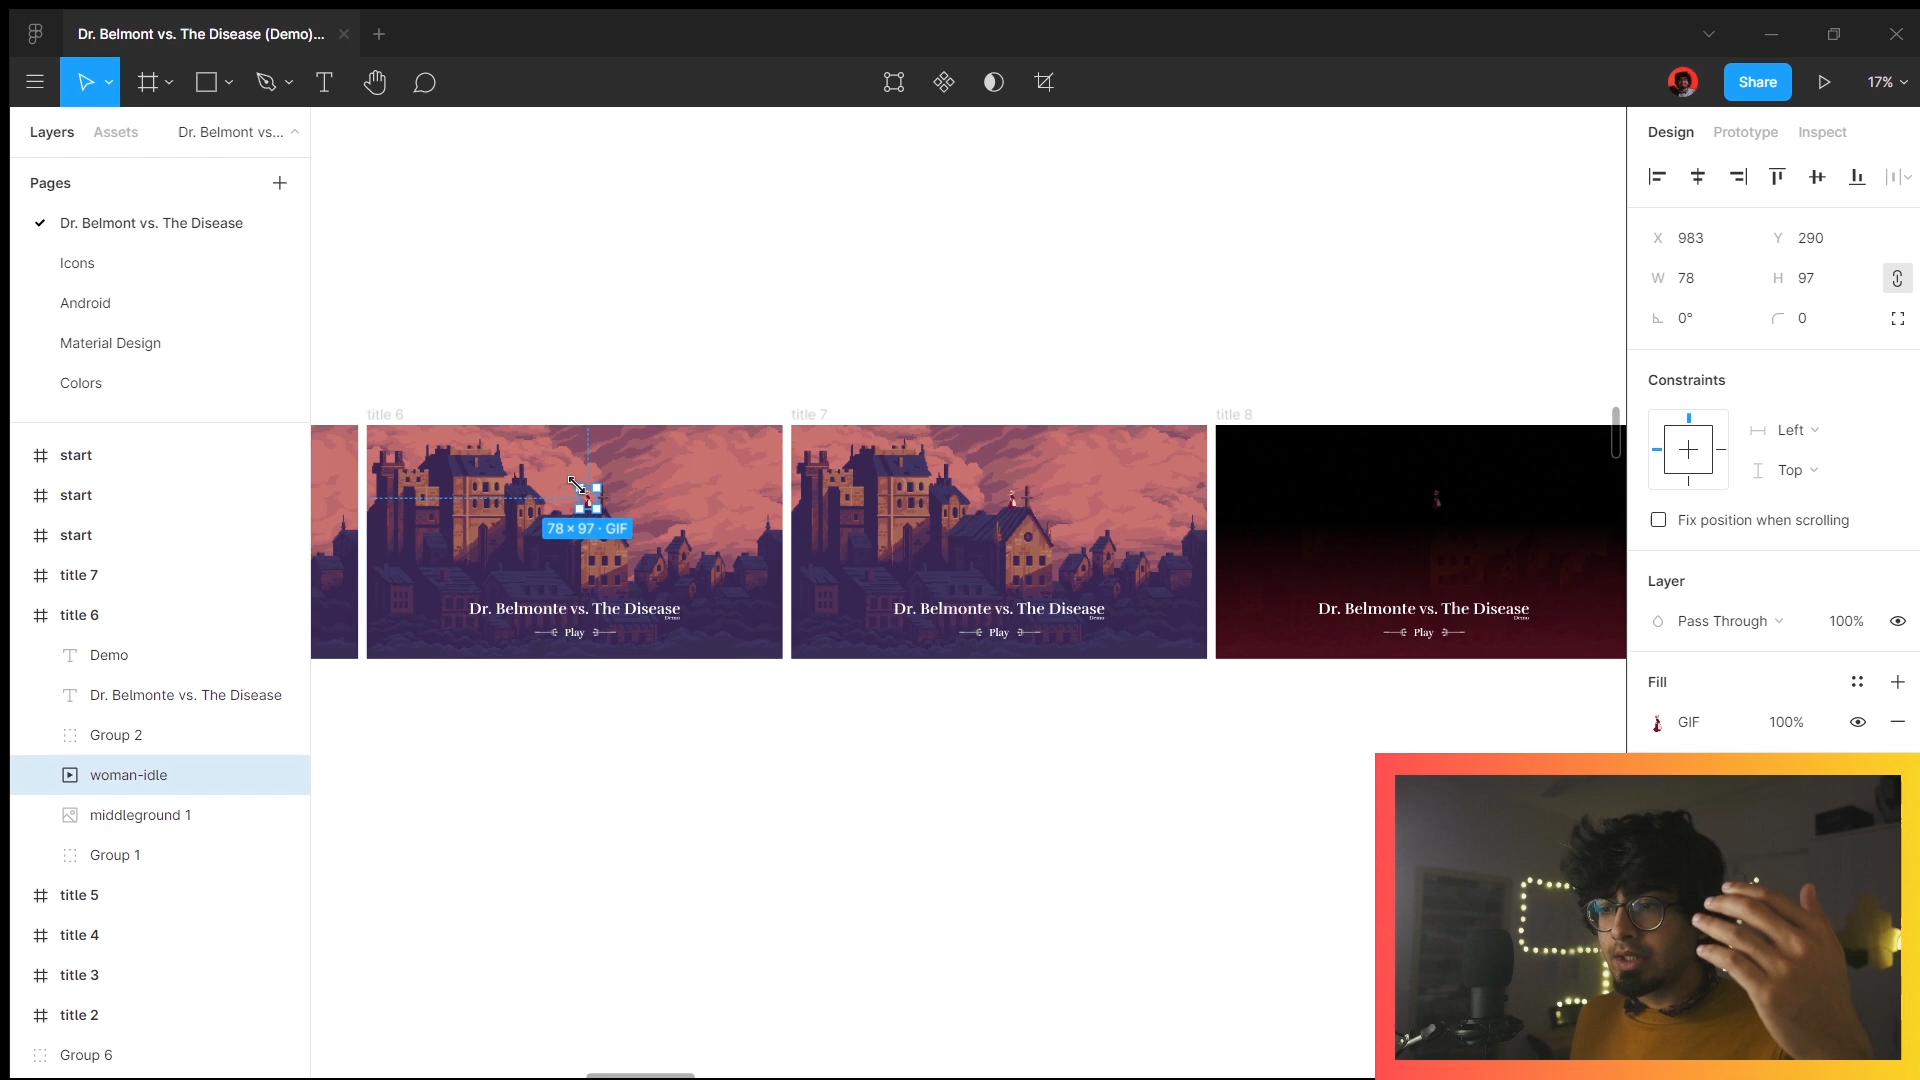 Dr. Belmont vs. The Disease (Demo)...
Share
17%
Layers
Assets
Dr. Belmont vs...
Pages
Dr. Belmont vs. The Disease
Icons
Android
Material Design
Colors
start
start
start
title 7
title 6
Demo
Dr. Belmonte vs. The Disease
Group 2
woman-idle
middleground 1
Group 1
title 5
title 4
title 3
title 2
Group 6
title 6
78 × 97 · GIF
Dr. Belmonte vs. The Disease
Demo
Play
title 7
Dr. Belmonte vs. The Disease
Demo
Play
title 8
Dr. Belmonte vs. The Disease
Demo
Play
Design
Prototype
Inspect
X 983 Y 290
W 78 H 97
0° 0
Constraints
Left
Top
Fix position when scrolling
Layer
Pass Through 100%
Fill
GIF 100%